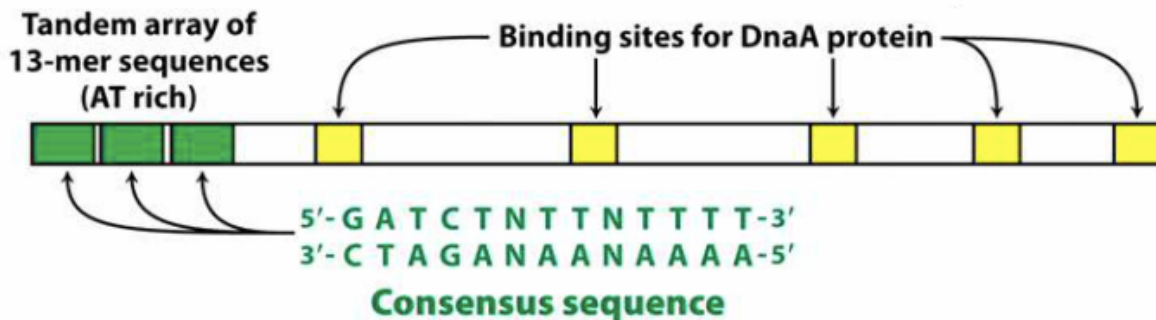 Tandem array of
13-mer sequences
(AT rich)
Binding sites for DnaA protein
5′- G A T C T N T T N T T T T -3′
3′- C T A G A N A A N A A A A -5′
Consensus sequence